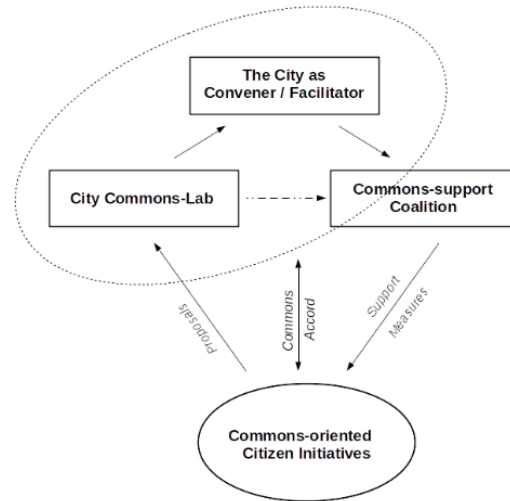 The City as
Convener / Facilitator
City Commons-Lab
Commons-support
Coalition
Proposals
Commons
Accord
Support
Measures
Commons-oriented
Citizen Initiatives